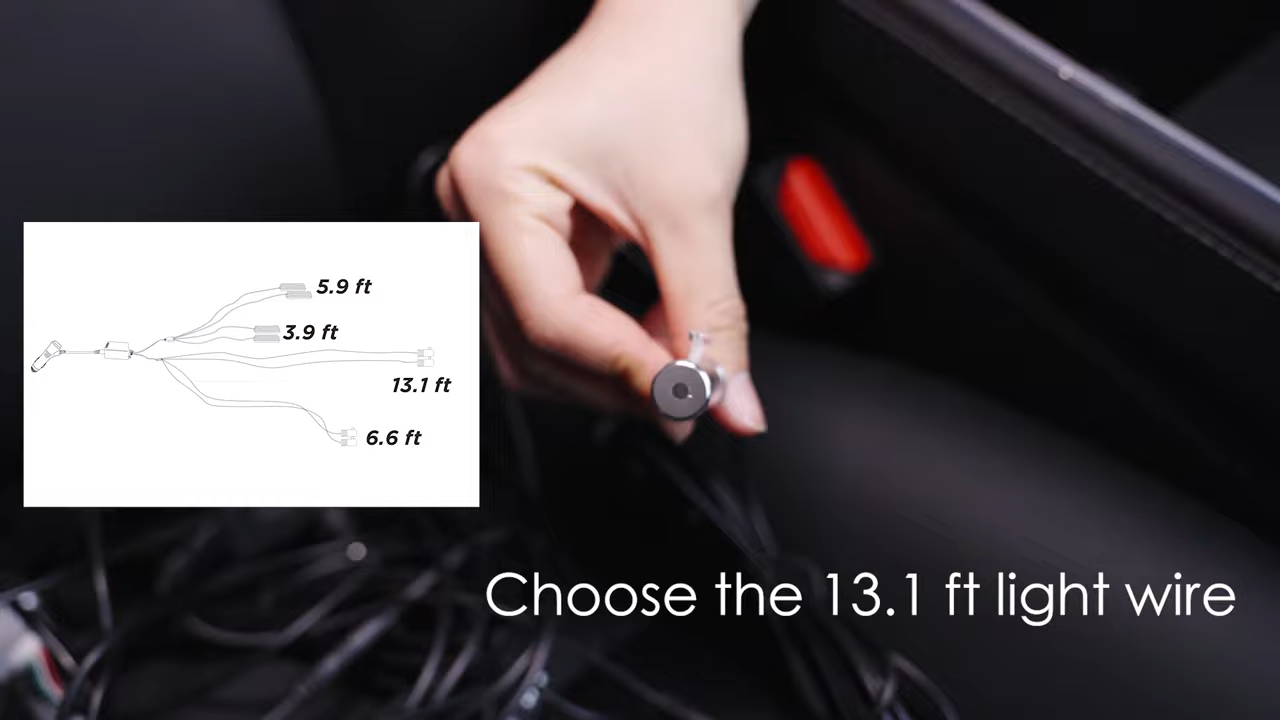 5.9 ft
3.9 ft
13.1 ft
6.6 ft
Choose the 13.1 ft light wire